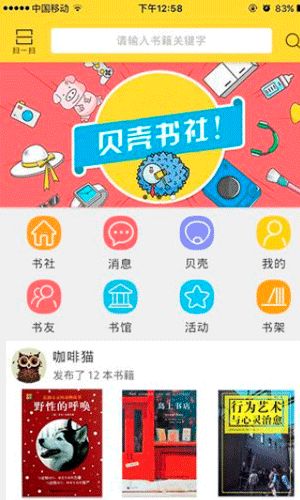 中国移动
下午12:58
扫一扫
请输入书籍关键字
贝壳书社!
书社
消息
贝壳
我的
书友
书馆
活动
书架
咖啡猫
发布了 12 本书籍
野性的呼唤
岛上书店
行为艺术
与心灵治愈